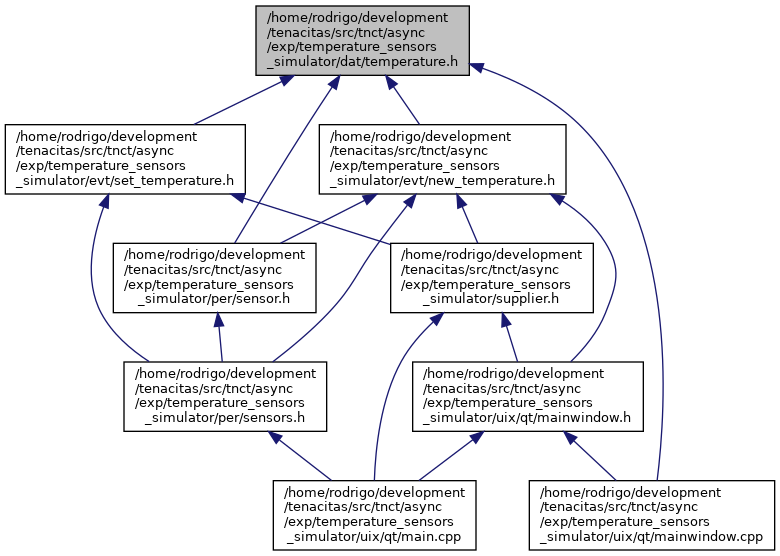 /home/rodrigo/development
/tenacitas/src/tnct/async
/exp/temperature_sensors
_simulator/dat/temperature.h
/home/rodrigo/development
/tenacitas/src/tnct/async
/exp/temperature_sensors
_simulator/evt/set_temperature.h
/home/rodrigo/development
/tenacitas/src/tnct/async
/exp/temperature_sensors
_simulator/evt/new_temperature.h
/home/rodrigo/development
/tenacitas/src/tnct/async
/exp/temperature_sensors
_simulator/per/sensor.h
/home/rodrigo/development
/tenacitas/src/tnct/async
/exp/temperature_sensors
_simulator/supplier.h
/home/rodrigo/development
/tenacitas/src/tnct/async
/exp/temperature_sensors
_simulator/per/sensors.h
/home/rodrigo/development
/tenacitas/src/tnct/async
/exp/temperature_sensors
_simulator/uix/qt/mainwindow.h
/home/rodrigo/development
/tenacitas/src/tnct/async
/exp/temperature_sensors
_simulator/uix/qt/main.cpp
/home/rodrigo/development
/tenacitas/src/tnct/async
/exp/temperature_sensors
_simulator/uix/qt/mainwindow.cpp